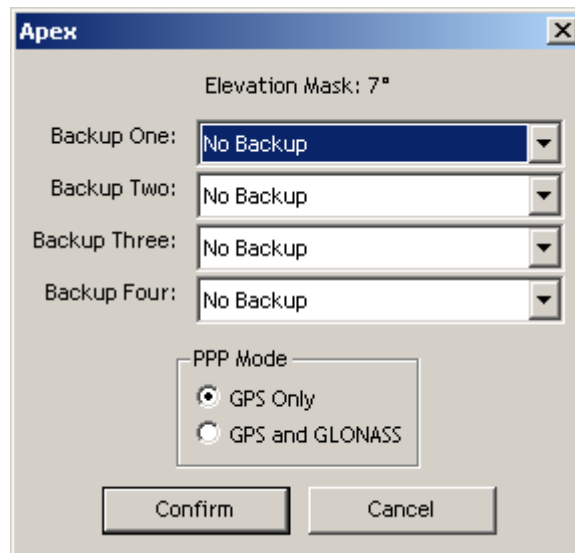 Apex
Elevation Mask: 7°
Backup One: No Backup
Backup Two: No Backup
Backup Three: No Backup
Backup Four: No Backup
PPP Mode
GPS Only
GPS and GLONASS
Confirm Cancel